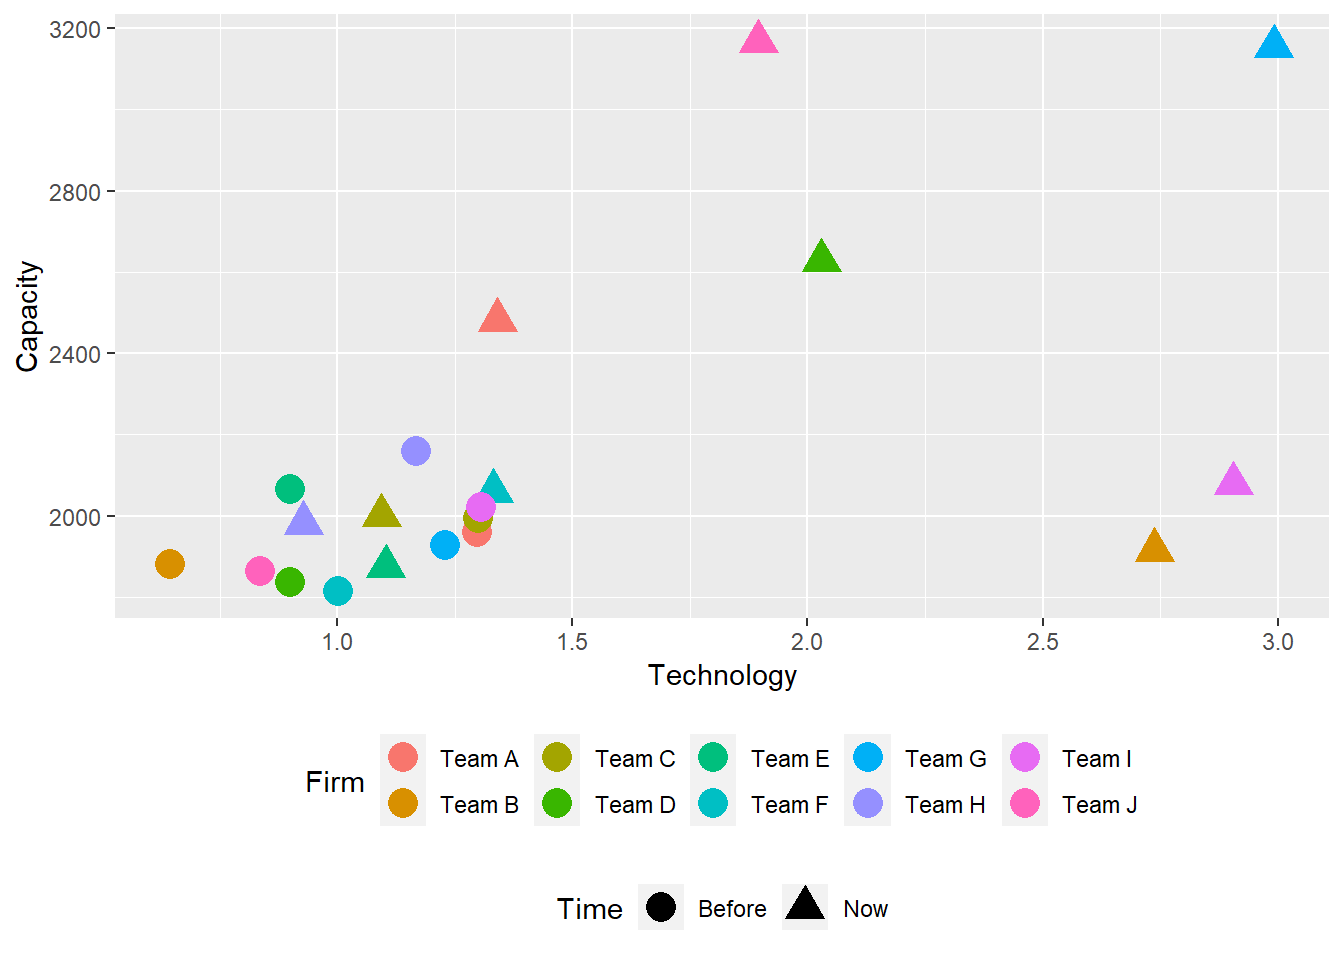 Capacity
3200
2800
2400
2000
1.0 1.5 2.0 2.5 3.0
Technology
Firm
Team A Team C Team E Team G Team I
Team B Team D Team F Team H Team J
Time Before Now